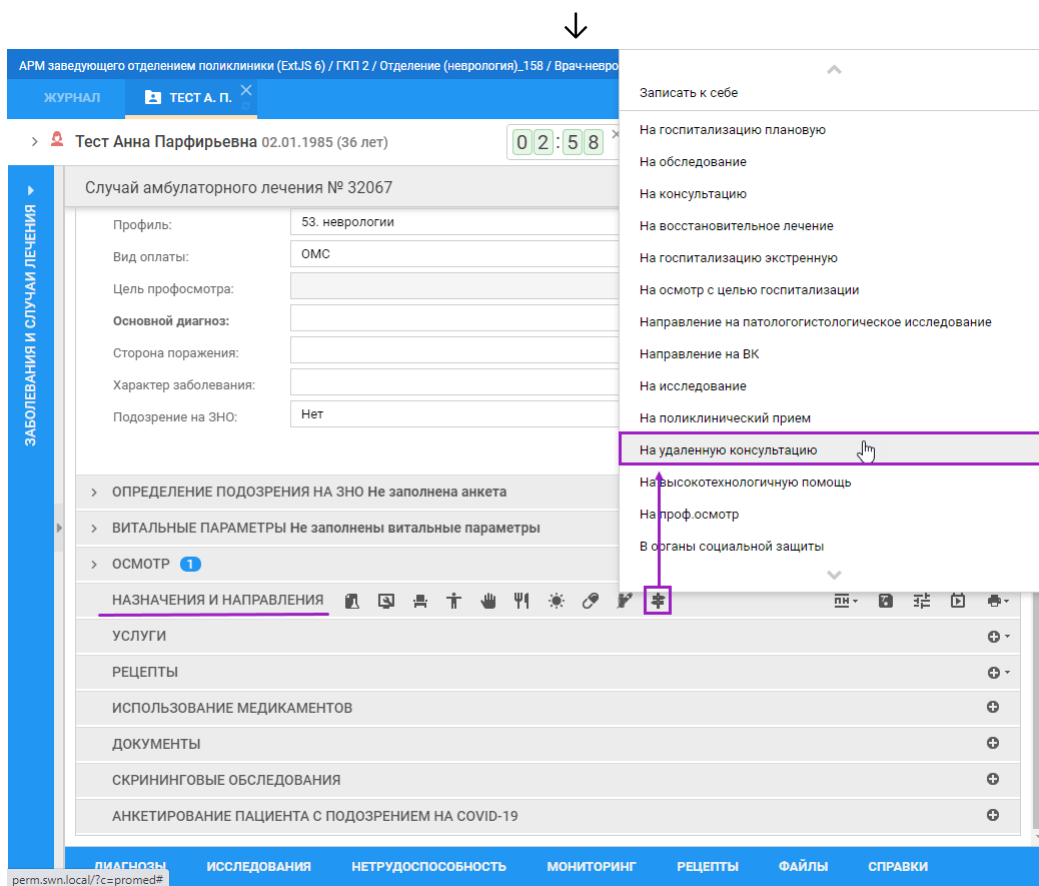 АРМ заведующего отделением поликлиники (ExtJS 6) / ГКП 2 / Отделение (неврология)_158 / Врач-невро
ЖУРНАЛ
ТЕСТ А. П.
Тест Анна Парфирьевна 02.01.1985 (36 лет)
02:58
Случай амбулаторного лечения № 32067
ЗАБОЛЕВАНИЯ И СЛУЧАИ ЛЕЧЕНИЯ
Профиль: 53. неврологии
Вид оплаты: ОМС
Цель профосмотра:
Основной диагноз:
Сторона поражения:
Характер заболевания:
Подозрение на ЗНО: Нет
Записать к себе
На госпитализацию плановую
На обследование
На консультацию
На восстановительное лечение
На госпитализацию экстренную
На осмотр с целью госпитализации
Направление на патологогистологическое исследование
Направление на ВК
На исследование
На поликлинический прием
На удаленную консультацию
На высокотехнологичную помощь
На проф.осмотр
В органы социальной защиты
ОПРЕДЕЛЕНИЕ ПОДОЗРЕНИЯ НА ЗНО Не заполнена анкета
ВИТАЛЬНЫЕ ПАРАМЕТРЫ Не заполнены витальные параметры
ОСМОТР 1
НАЗНАЧЕНИЯ И НАПРАВЛЕНИЯ ПН
УСЛУГИ
РЕЦЕПТЫ
ИСПОЛЬЗОВАНИЕ МЕДИКАМЕНТОВ
ДОКУМЕНТЫ
СКРИНИНГОВЫЕ ОБСЛЕДОВАНИЯ
АНКЕТИРОВАНИЕ ПАЦИЕНТА С ПОДОЗРЕНИЕМ НА COVID-19
ДИАГНОЗЫ ИССЛЕДОВАНИЯ НЕТРУДОСПОСОБНОСТЬ МОНИТОРИНГ РЕЦЕПТЫ ФАЙЛЫ СПРАВКИ
perm.swn.local/?c=promed#